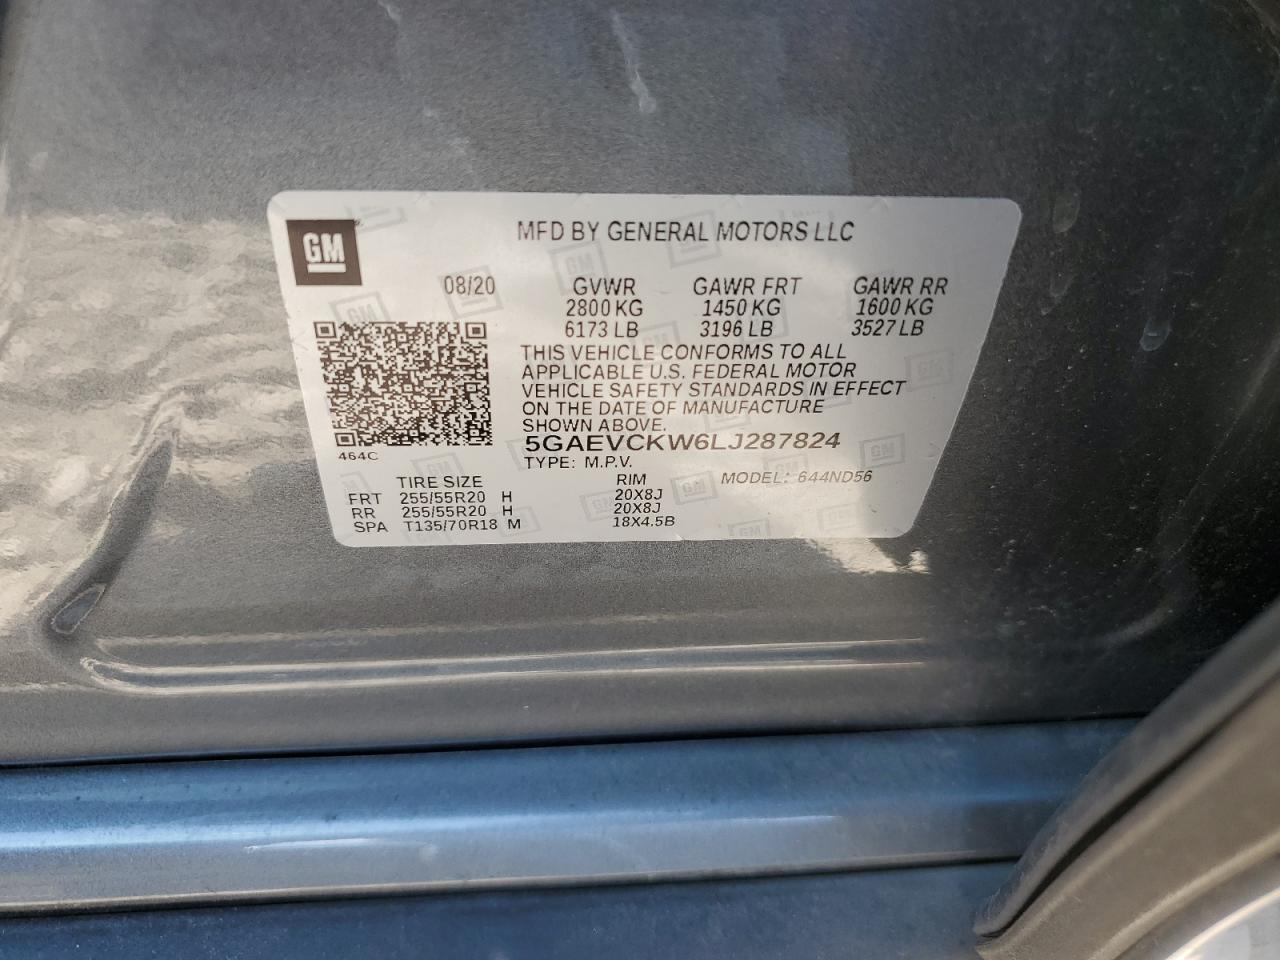 GM
MFD BY GENERAL MOTORS LLC
08/20 GVWR GAWR FRT GAWR RR
2800 KG 1450 KG 1600 KG
6173 LB 3196 LB 3527 LB
THIS VEHICLE CONFORMS TO ALL
APPLICABLE U.S. FEDERAL MOTOR
VEHICLE SAFETY STANDARDS IN EFFECT
ON THE DATE OF MANUFACTURE
SHOWN ABOVE.
5GAEVCKW6LJ287824
464C
TYPE: M.P.V. MODEL: 644ND56
TIRE SIZE RIM
FRT 255/55R20 H 20X8J
RR 255/55R20 H 20X8J
SPA T135/70R18 M 18X4.5B